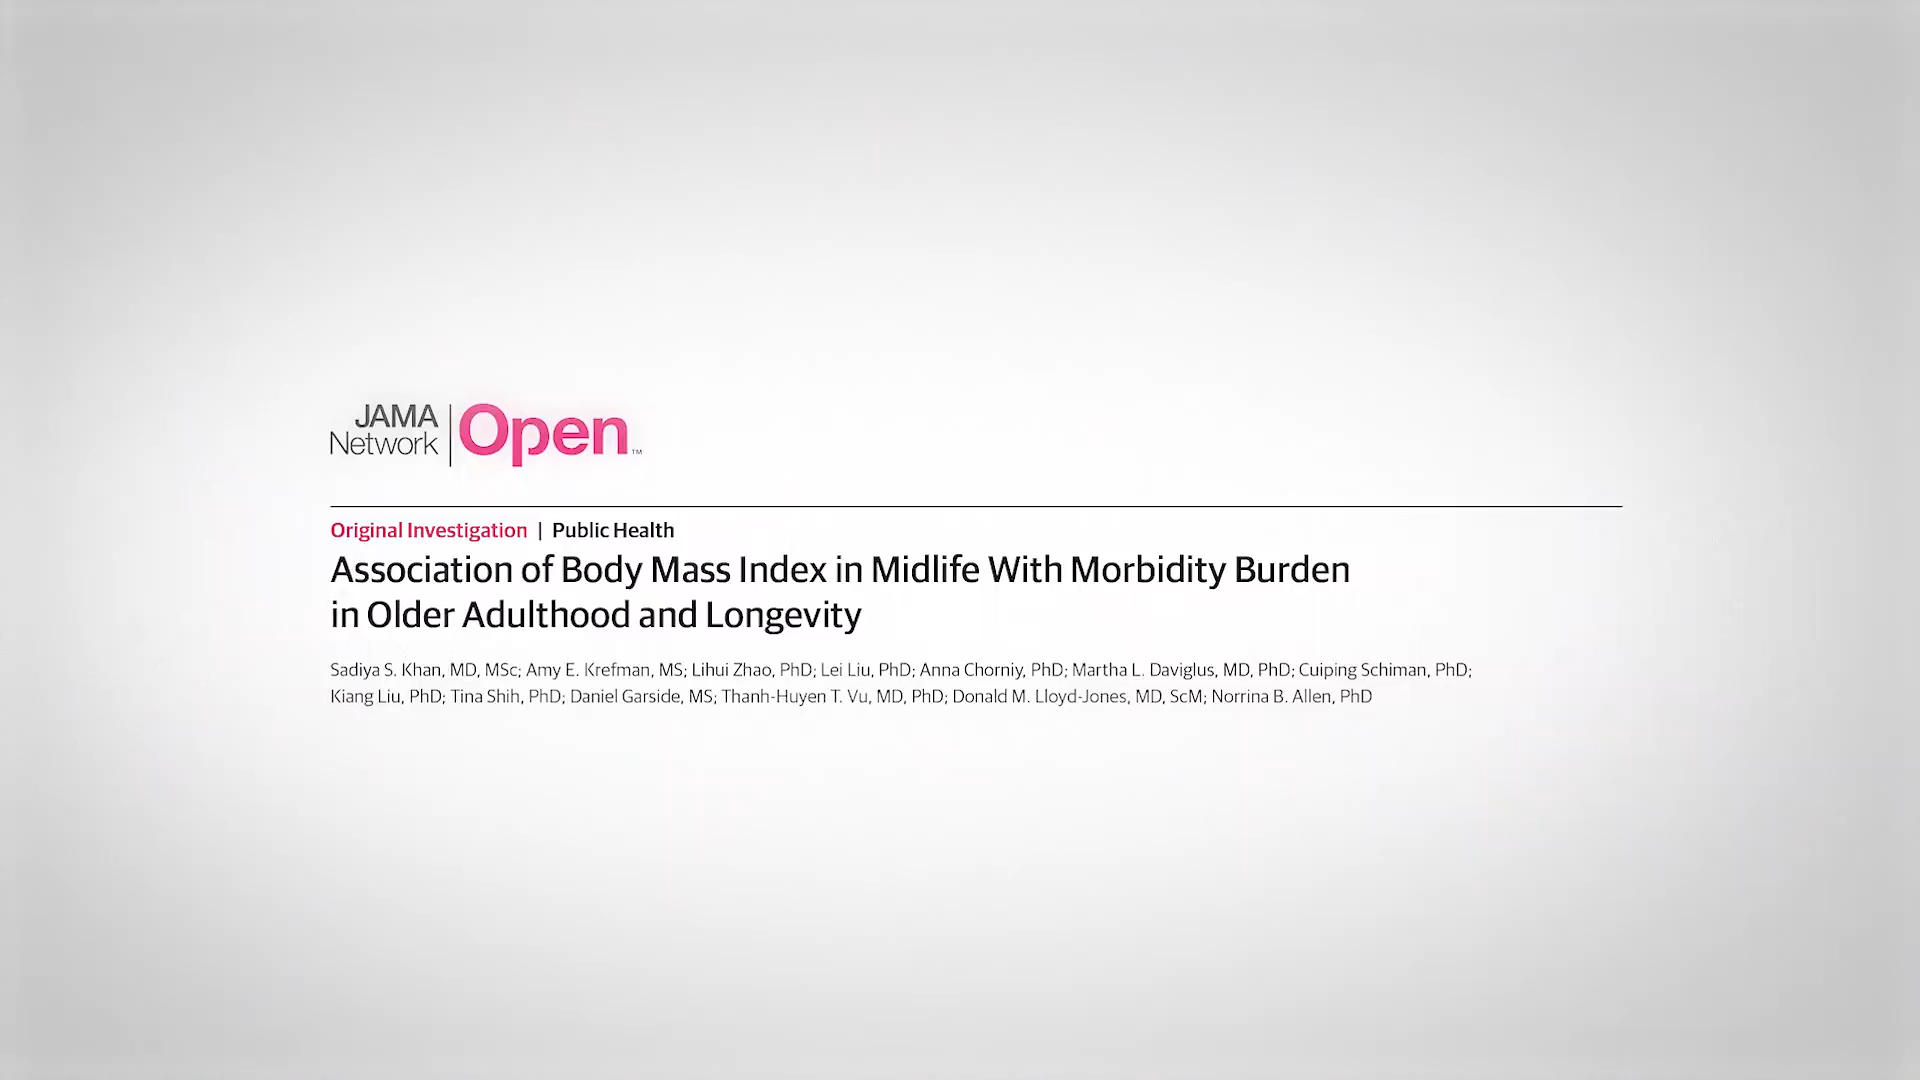 JAMA
Network
Open™
Original Investigation | Public Health
Association of Body Mass Index in Midlife With Morbidity Burden
in Older Adulthood and Longevity
Sadiya S. Khan, MD, MSc; Amy E. Krefman, MS; Lihui Zhao, PhD; Lei Liu, PhD; Anna Chorniy, PhD; Martha L. Daviglus, MD, PhD; Cuiping Schiman, PhD;
Kiang Liu, PhD; Tina Shih, PhD; Daniel Garside, MS; Thanh-Huyen T. Vu, MD, PhD; Donald M. Lloyd-Jones, MD, ScM; Norrina B. Allen, PhD